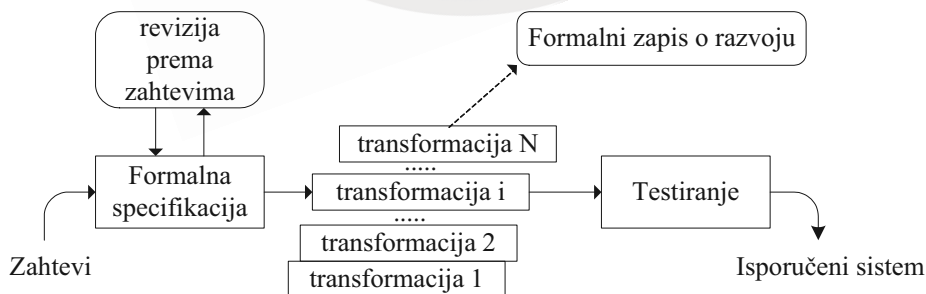 revizija
prema
zahtevima
Formalni zapis o razvoju
transformacija N
.....
Formalna
specifikacija
transformacija i
Testiranje
.....
transformacija 2
transformacija 1
Zahtevi
Isporučeni sistem